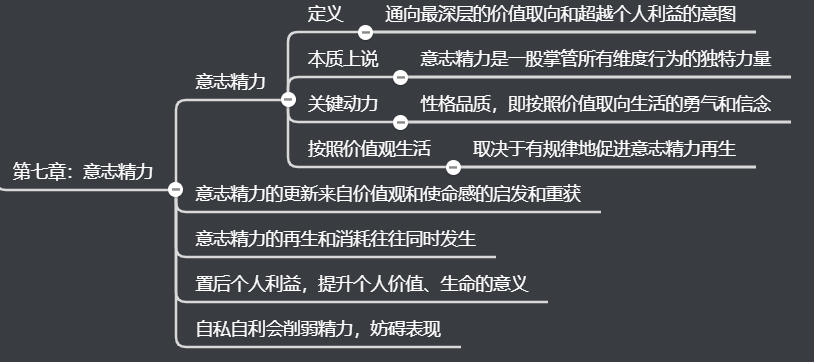 定义 通向最深层的价值取向和超越个人利益的意图
本质上说 意志精力是一股掌管所有维度行为的独特力量
意志精力
关键动力 性格品质，即按照价值取向生活的勇气和信念
按照价值观生活 取决于有规律地促进意志精力再生
第七章：意志精力
意志精力的更新来自价值观和使命感的启发和重获
意志精力的再生和消耗往往同时发生
置后个人利益，提升个人价值、生命的意义
自私自利会削弱精力，妨碍表现